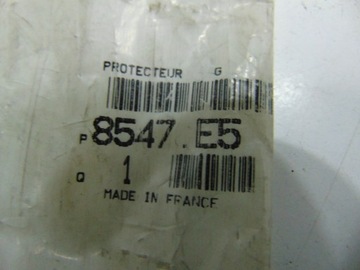 PROTECTEUR G
P 8547.E5
Q 1
MADE IN FRANCE